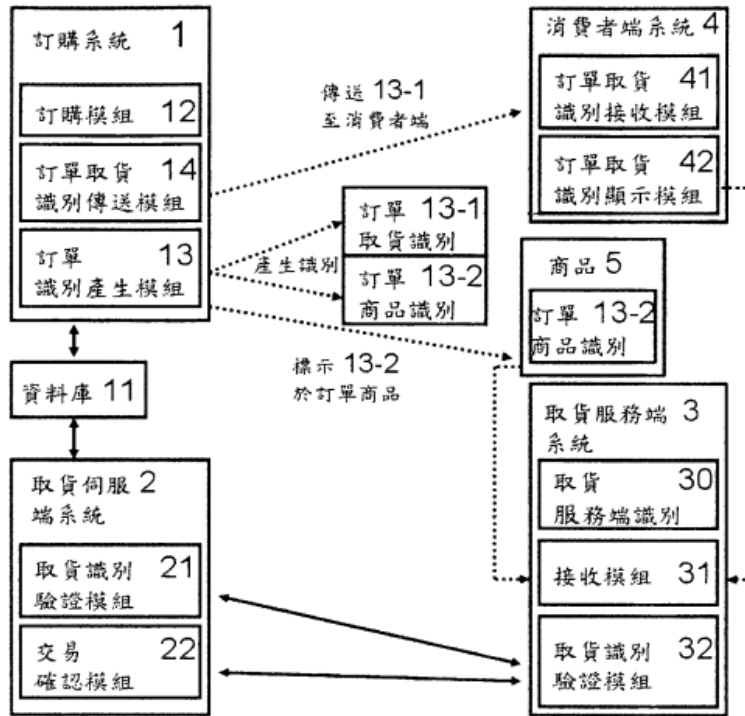 訂購系統 1
訂購模組 12
訂單取貨 14
識別傳送模組
訂單 13
識別產生模組
資料庫 11
取貨伺服 2
端系統
取貨識別 21
驗證模組
交易 22
確認模組
傳送 13-1
至消費者端
產生識別
訂單 13-1
取貨識別
訂單 13-2
商品識別
標示 13-2
於訂單商品
消費者端系統 4
訂單取貨 41
識別接收模組
訂單取貨 42
識別顯示模組
商品 5
訂單 13-2
商品識別
取貨服務端 3
系統
取貨 30
服務端識別
接收模組 31
取貨識別 32
驗證模組